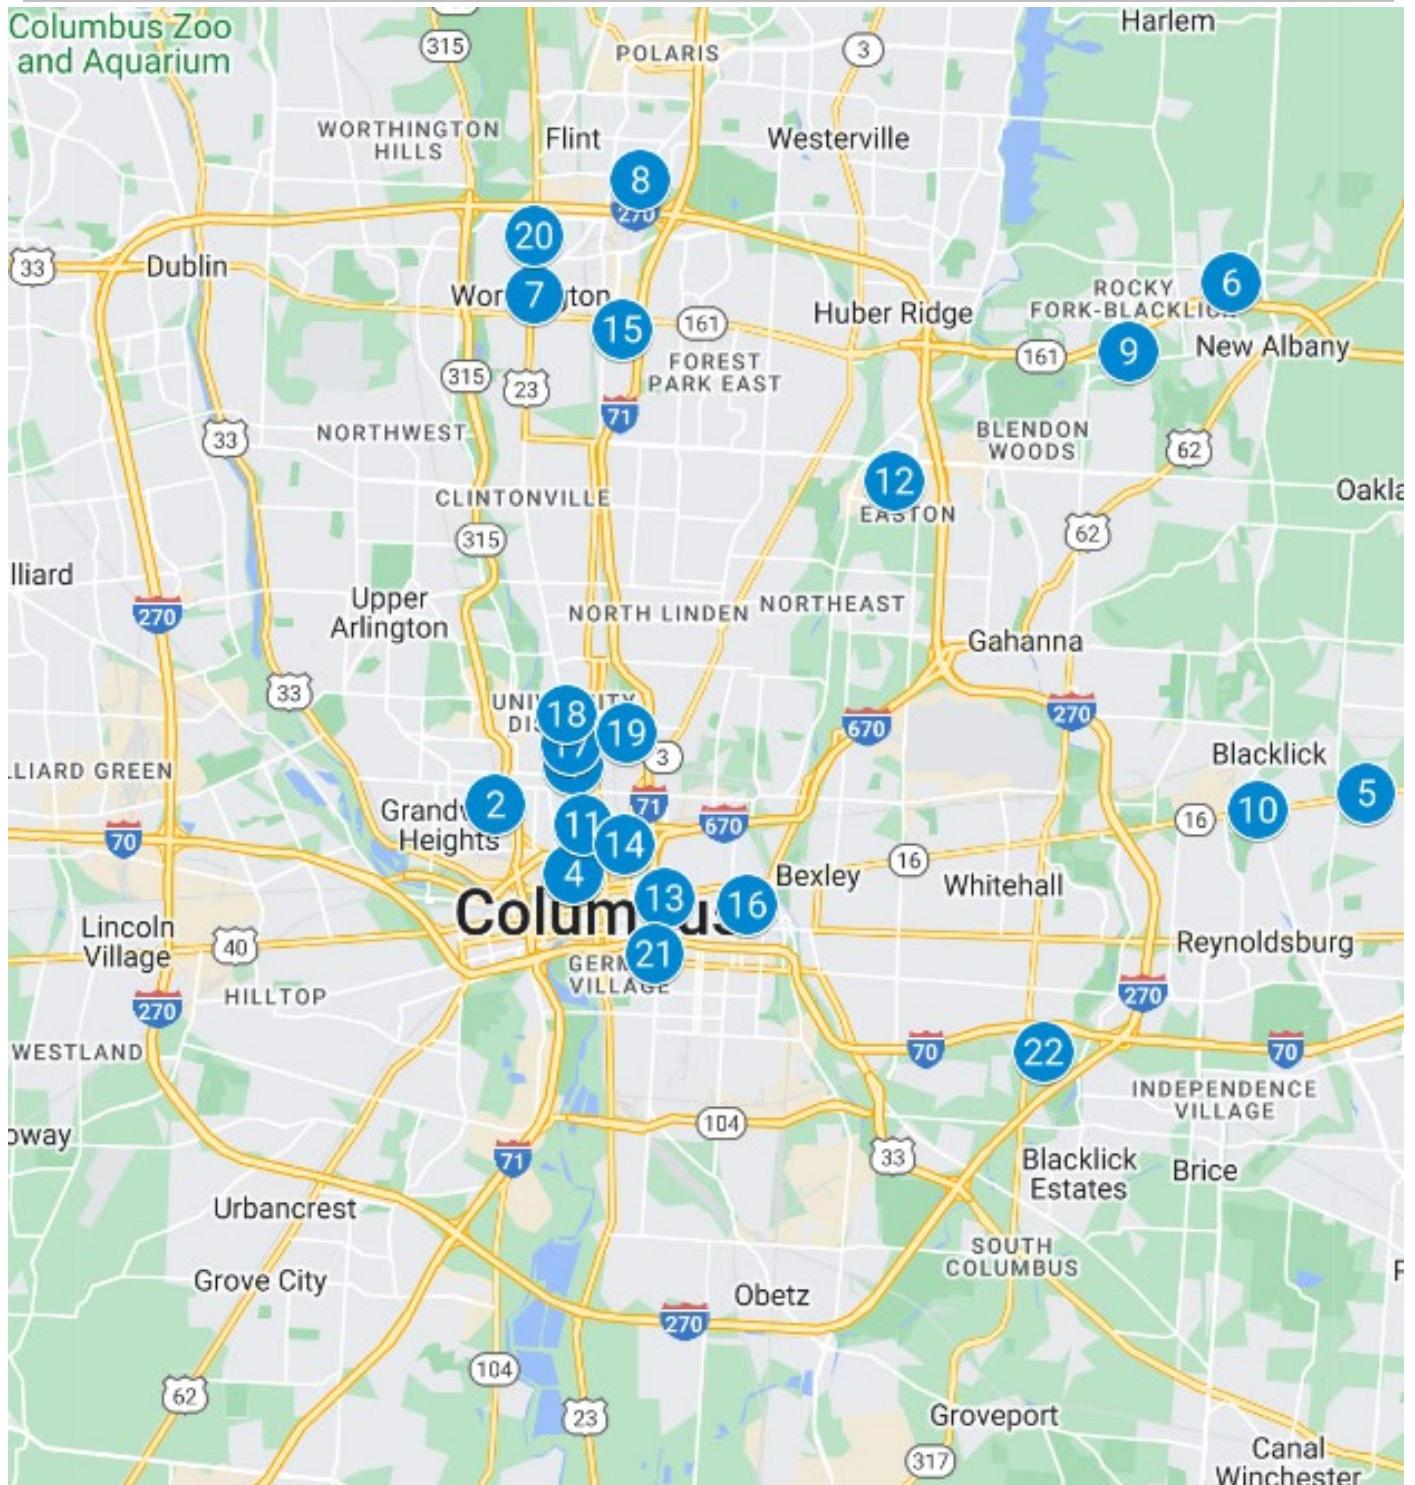 Columbus Zoo
and Aquarium
Harlem
315
POLARIS
3
WORTHINGTON
HILLS
Flint
Westerville
8
270
20
33
Dublin
7
15
161
Huber Ridge
ROCKY
6
9
161
New Albany
FOREST
PARK EAST
315
23
71
33
NORTHWEST
BLENDON
WOODS
62
CLINTONVILLE
12
EASTON
315
62
270
Upper
Arlington
NORTH LINDEN
NORTHEAST
Gahanna
33
18
19
17
3
670
270
Blacklick
2
71
670
5
10
16
Heights
70
11
14
4
16
Bexley
Whitehall
13
16
Lincoln
Village
40
21
VILLAGE
Reynoldsburg
HILLTOP
270
270
WESTLAND
70
22
70
INDEPENDENCE
VILLAGE
104
71
33
Blacklick
Estates
Brice
Urbancrest
SOUTH
COLUMBUS
Grove City
Obetz
270
104
62
23
Groveport
317
Canal
Winchester